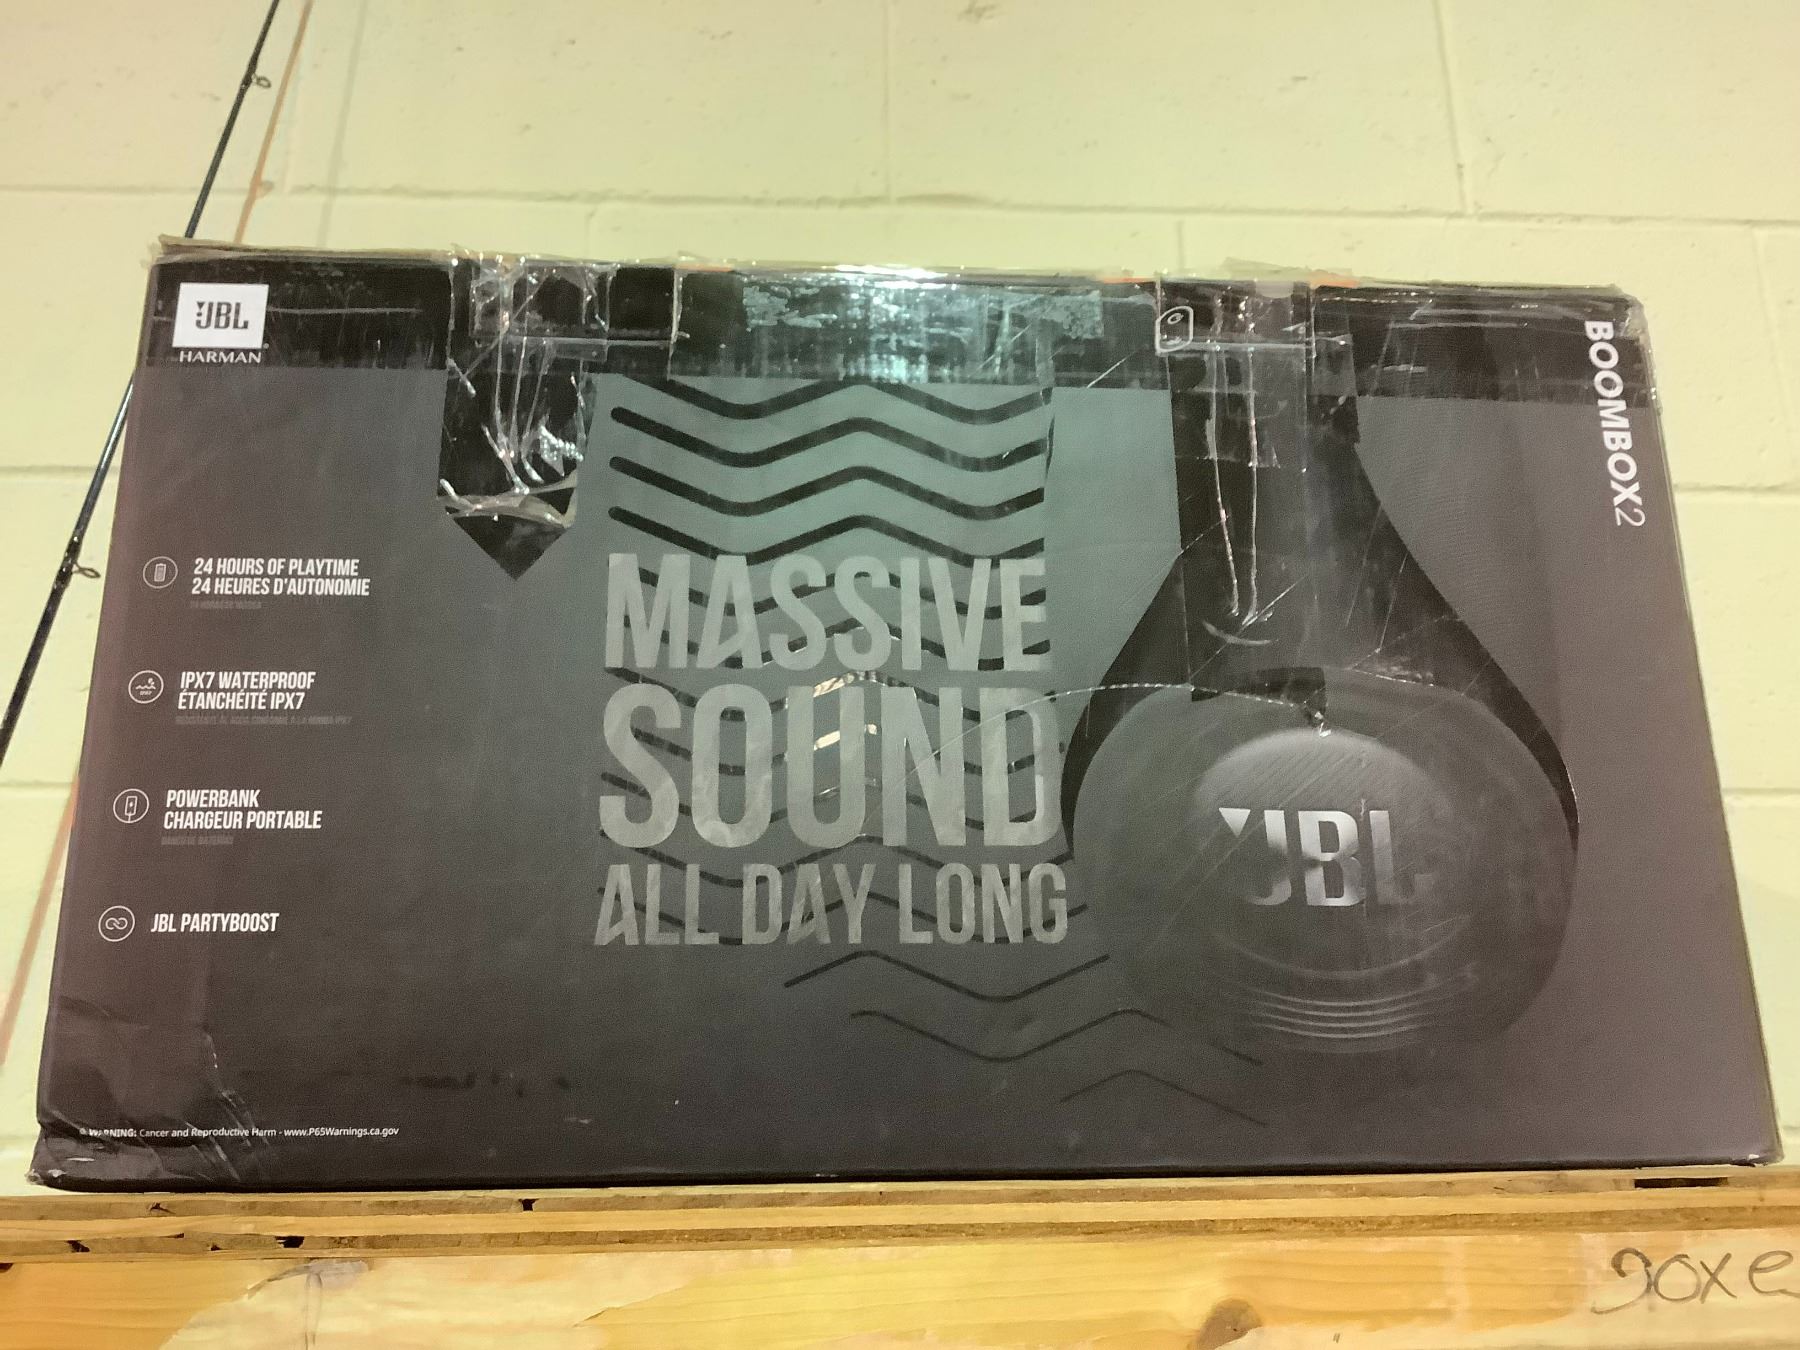 JBL
HARMAN
BOOMBOX2
24 HOURS OF PLAYTIME
24 HEURES D'AUTONOMIE
IPX7 WATERPROOF
ÉTANCHÉITÉ IPX7
POWERBANK
CHARGEUR PORTABLE
JBL PARTYBOOST
MASSIVE
SOUND
ALL DAY LONG
JBL
WARNING: Cancer and Reproductive Harm - www.P65Warnings.ca.gov